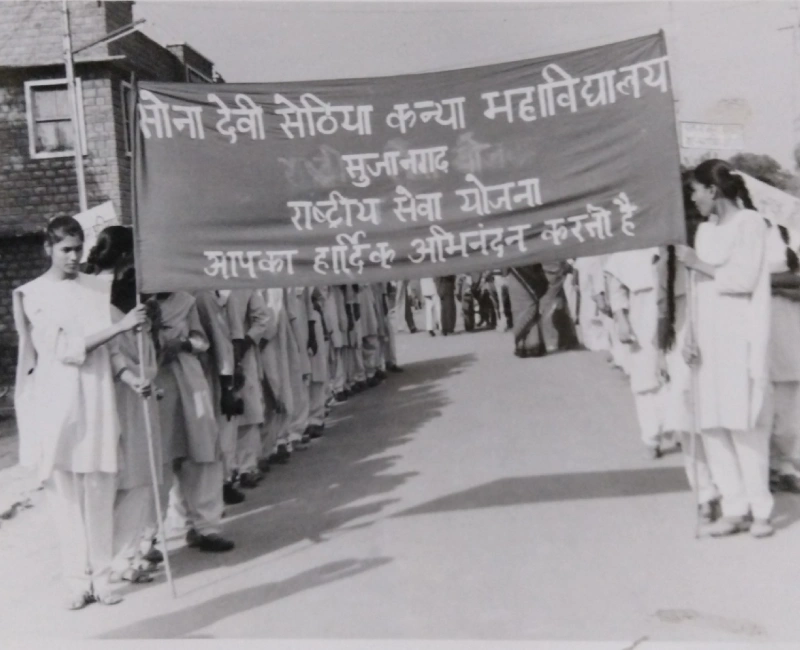 सोना देवी सेठिया कन्या महाविद्यालय
सुजानगढ
राष्ट्रीय सेवा योजना
आपका हार्दिक अभिनंदन करती है